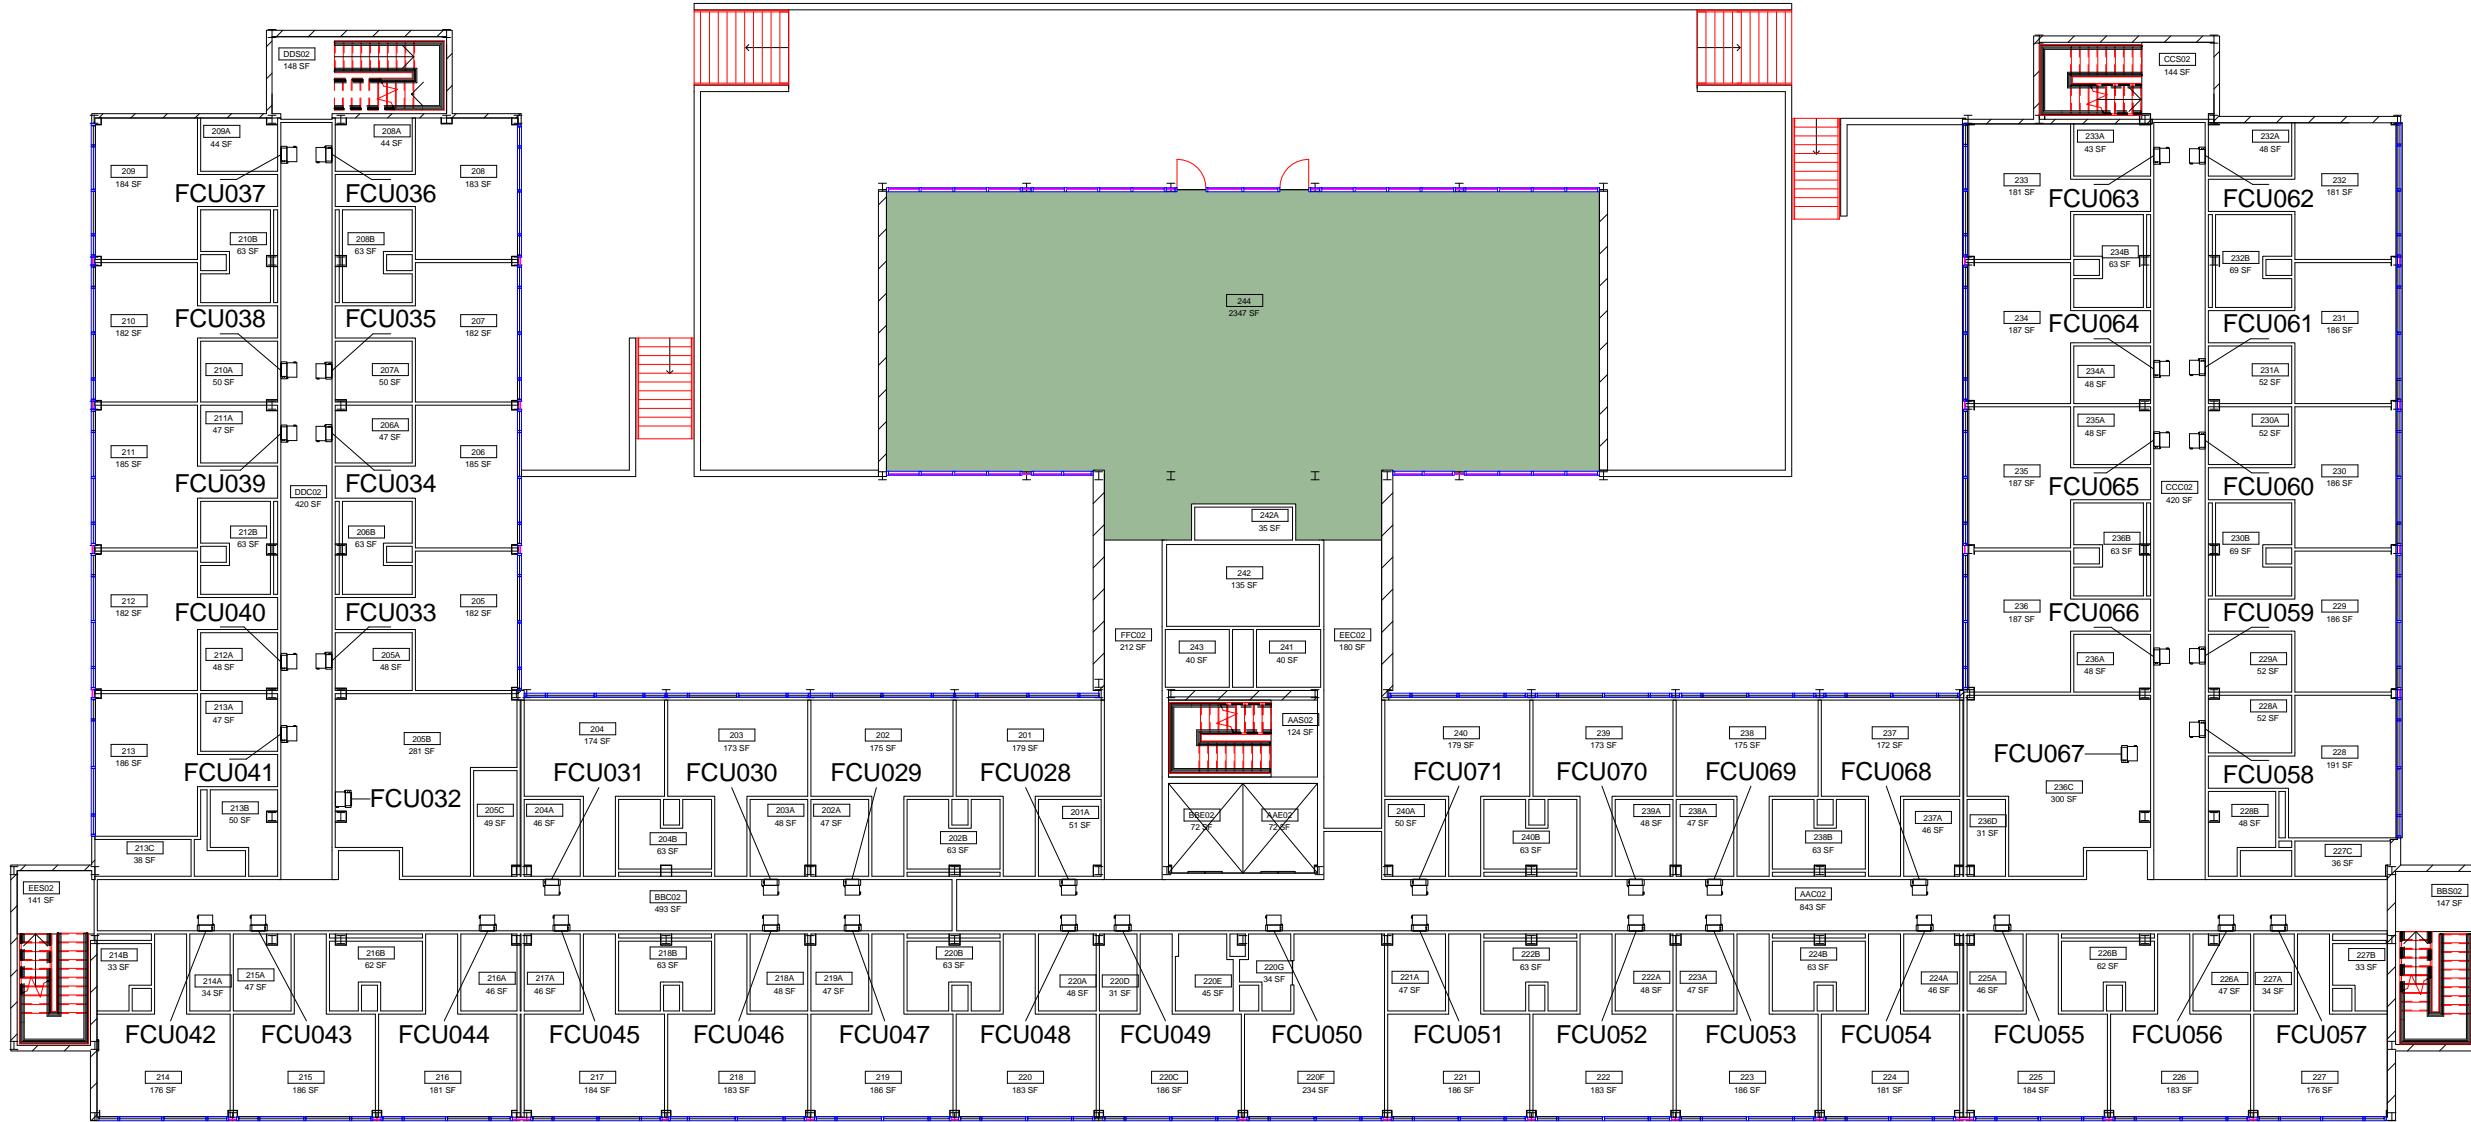 DDS02
148 SF
CCS02
144 SF
209A
44 SF
208A
44 SF
233A
43 SF
232A
48 SF
209
184 SF
208
183 SF
233
181 SF
232
181 SF
FCU037
FCU036
FCU063
FCU062
210B
63 SF
208B
63 SF
234B
63 SF
232B
69 SF
244
2347 SF
210
182 SF
207
182 SF
234
187 SF
231
186 SF
FCU038
FCU035
FCU064
FCU061
210A
50 SF
207A
50 SF
234A
48 SF
231A
52 SF
211A
47 SF
206A
47 SF
235A
48 SF
230A
52 SF
211
185 SF
206
185 SF
235
187 SF
230
186 SF
FCU039
FCU034
FCU065
FCU060
DDC02
420 SF
CCC02
420 SF
242A
35 SF
212B
63 SF
206B
63 SF
236B
63 SF
230B
69 SF
242
135 SF
212
182 SF
205
182 SF
236
187 SF
229
186 SF
FCU040
FCU033
FCU066
FCU059
FFC02
212 SF
EEC02
180 SF
243
40 SF
241
40 SF
212A
48 SF
205A
48 SF
236A
48 SF
229A
52 SF
213A
47 SF
228A
52 SF
AAS02
124 SF
213
186 SF
205B
281 SF
204
174 SF
203
173 SF
202
175 SF
201
179 SF
240
179 SF
239
173 SF
238
175 SF
237
172 SF
228
191 SF
FCU041
FCU031
FCU030
FCU029
FCU028
FCU071
FCU070
FCU069
FCU068
FCU067
FCU058
FCU032
236C
300 SF
213B
50 SF
205C
49 SF
204A
46 SF
203A
48 SF
202A
47 SF
201A
51 SF
BBE02
72 SF
AAE02
72 SF
240A
50 SF
239A
48 SF
238A
47 SF
237A
46 SF
236D
31 SF
228B
48 SF
204B
63 SF
202B
63 SF
240B
63 SF
238B
63 SF
213C
38 SF
227C
36 SF
EES02
141 SF
BBC02
493 SF
AAC02
843 SF
BBS02
147 SF
214B
33 SF
214A
34 SF
215A
47 SF
216B
62 SF
216A
46 SF
217A
46 SF
218B
63 SF
218A
48 SF
219A
47 SF
220B
63 SF
220A
48 SF
220D
31 SF
220E
45 SF
220G
34 SF
221A
47 SF
222B
63 SF
222A
48 SF
223A
47 SF
224B
63 SF
224A
46 SF
225A
46 SF
226B
62 SF
226A
47 SF
227A
34 SF
227B
33 SF
FCU042
FCU043
FCU044
FCU045
FCU046
FCU047
FCU048
FCU049
FCU050
FCU051
FCU052
FCU053
FCU054
FCU055
FCU056
FCU057
214
176 SF
215
186 SF
216
181 SF
217
184 SF
218
183 SF
219
186 SF
220
183 SF
220C
186 SF
220F
234 SF
221
186 SF
222
183 SF
223
186 SF
224
181 SF
225
184 SF
226
183 SF
227
176 SF